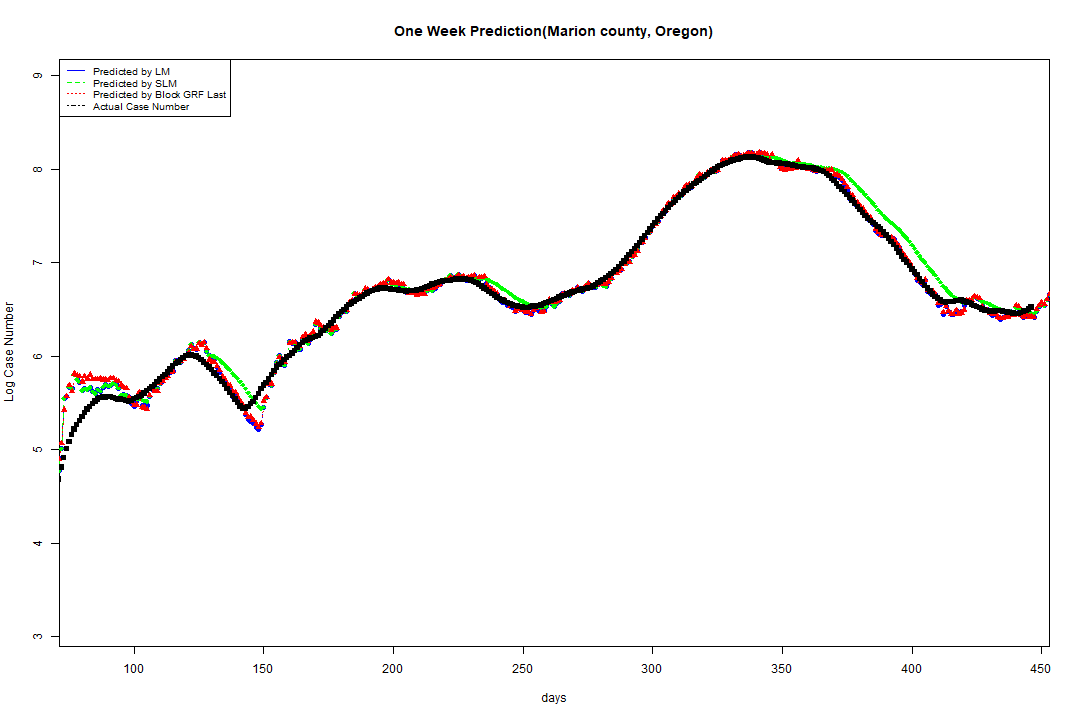 One Week Prediction(Marion county, Oregon)
Predicted by LM
Predicted by SLM
Predicted by Block GRF Last
Actual Case Number
9
8
7
6
5
4
3
Log Case Number
100 150 200 250 300 350 400 450
days